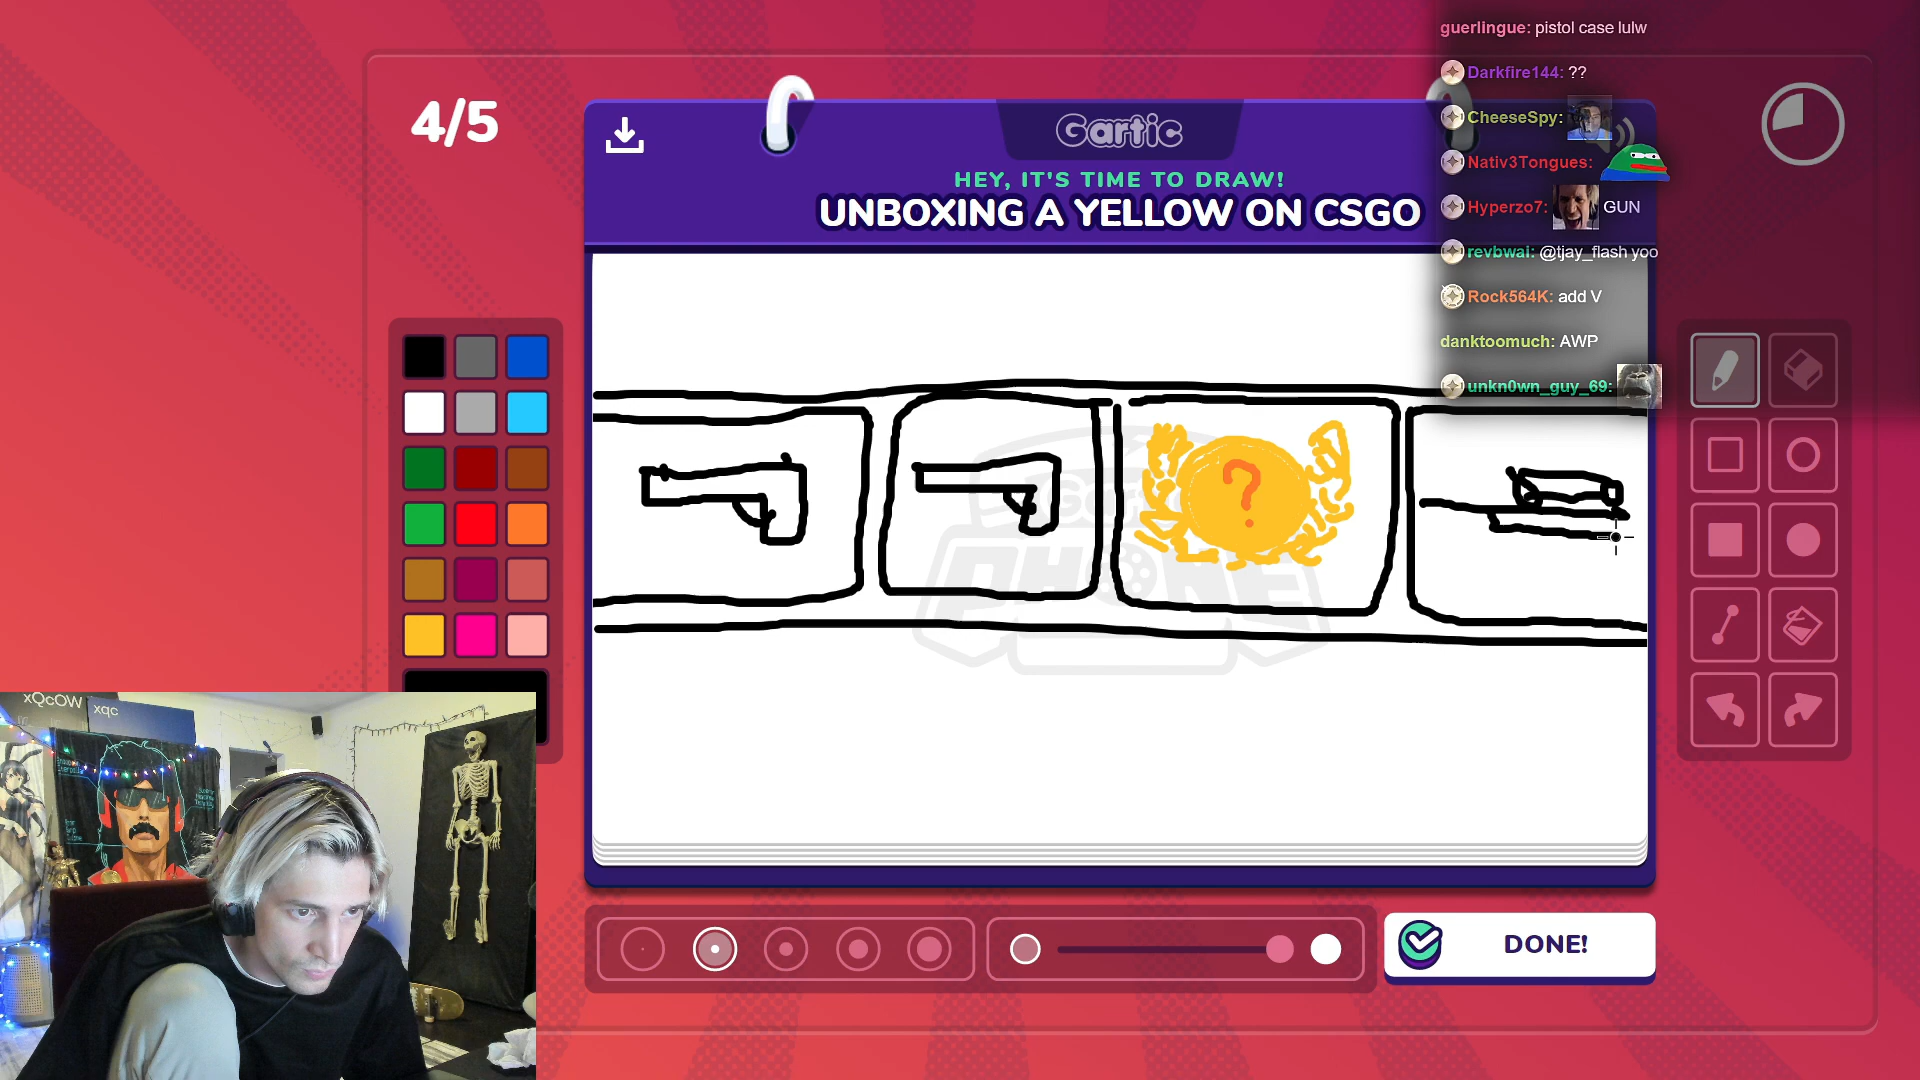 guerlingue: pistol case lulw
4/5
Darkfire144: ??
CheeseSpy:
Gartic
Nativ3Tongues:
HEY, IT'S TIME TO DRAW!
UNBOXING A YELLOW ON CSGO
Hyperzo7: GUN
revbwai: @tjay_flash yoo
Rock564K: add V
danktoomuch: AWP
unkn0wn_guy_69:
?
PHONE
xQcOW
xqc
DONE!